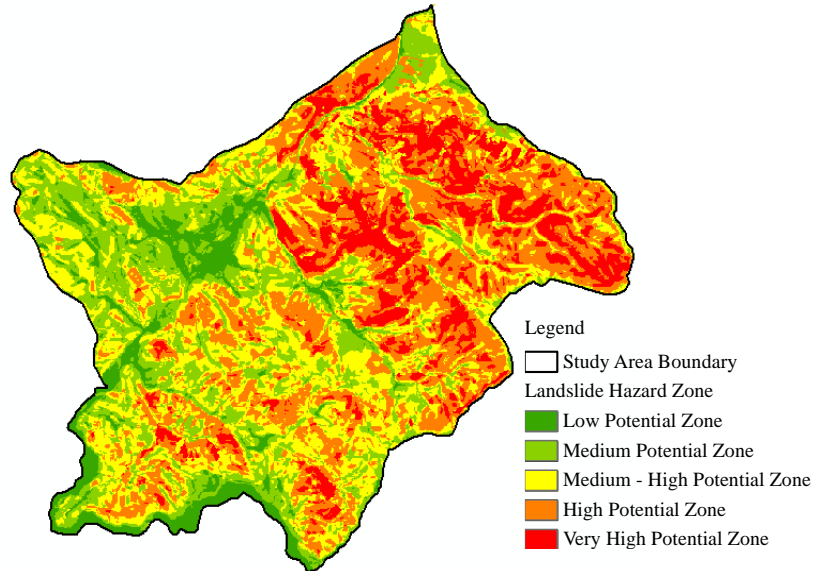 Legend
Study Area Boundary
Landslide Hazard Zone
Low Potential Zone
Medium Potential Zone
Medium - High Potential Zone
High Potential Zone
Very High Potential Zone